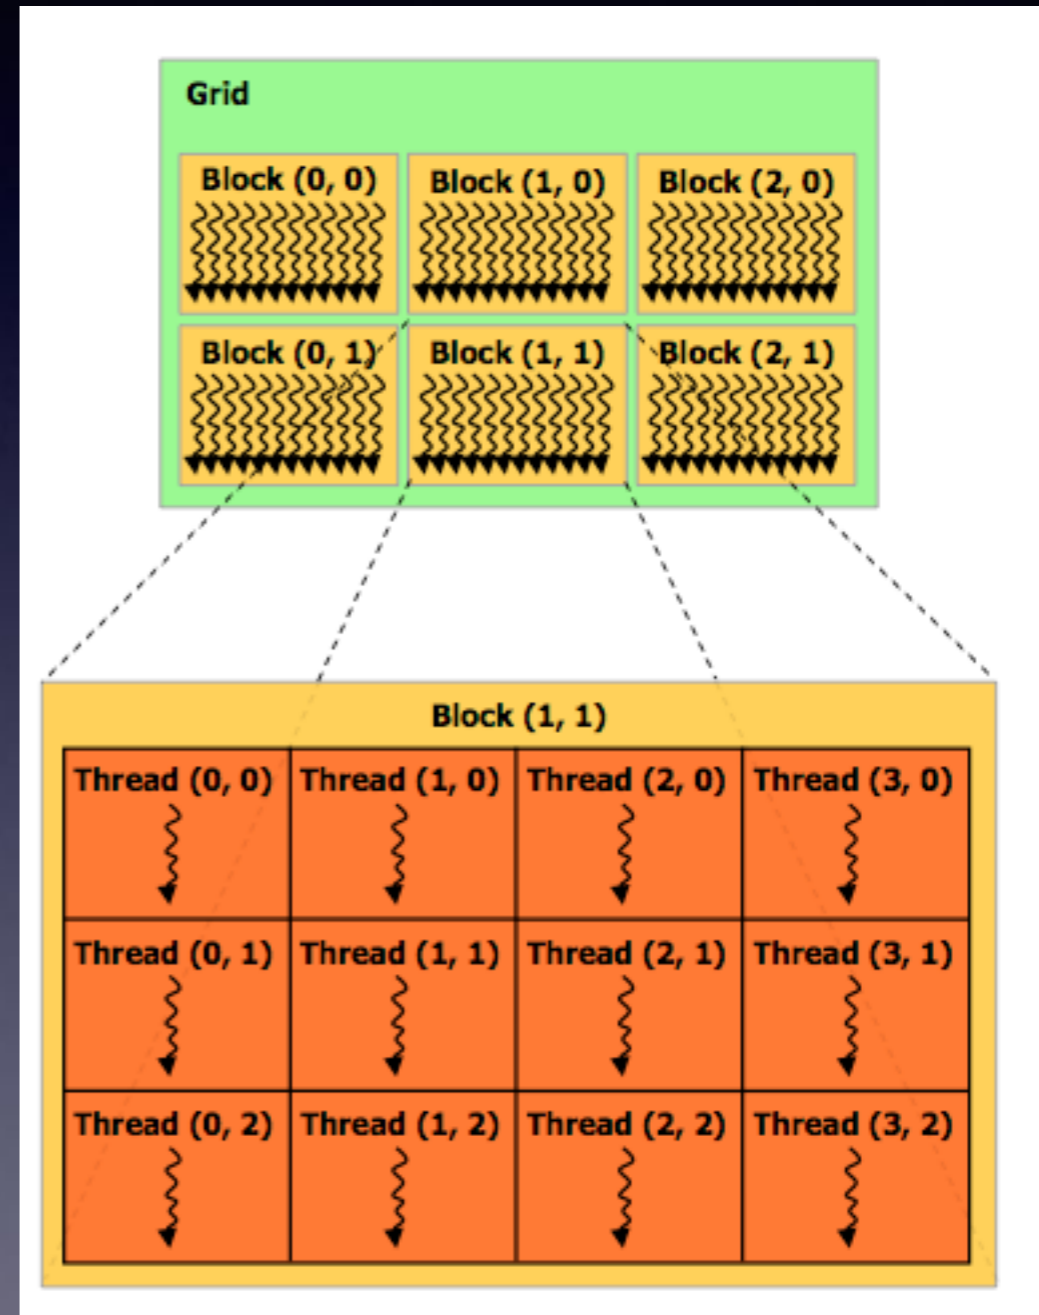 Grid
Block (0, 0) Block (1, 0) Block (2, 0)
Block (0, 1) Block (1, 1) Block (2, 1)
Block (1, 1)
Thread (0, 0) Thread (1, 0) Thread (2, 0) Thread (3, 0)
Thread (0, 1) Thread (1, 1) Thread (2, 1) Thread (3, 1)
Thread (0, 2) Thread (1, 2) Thread (2, 2) Thread (3, 2)